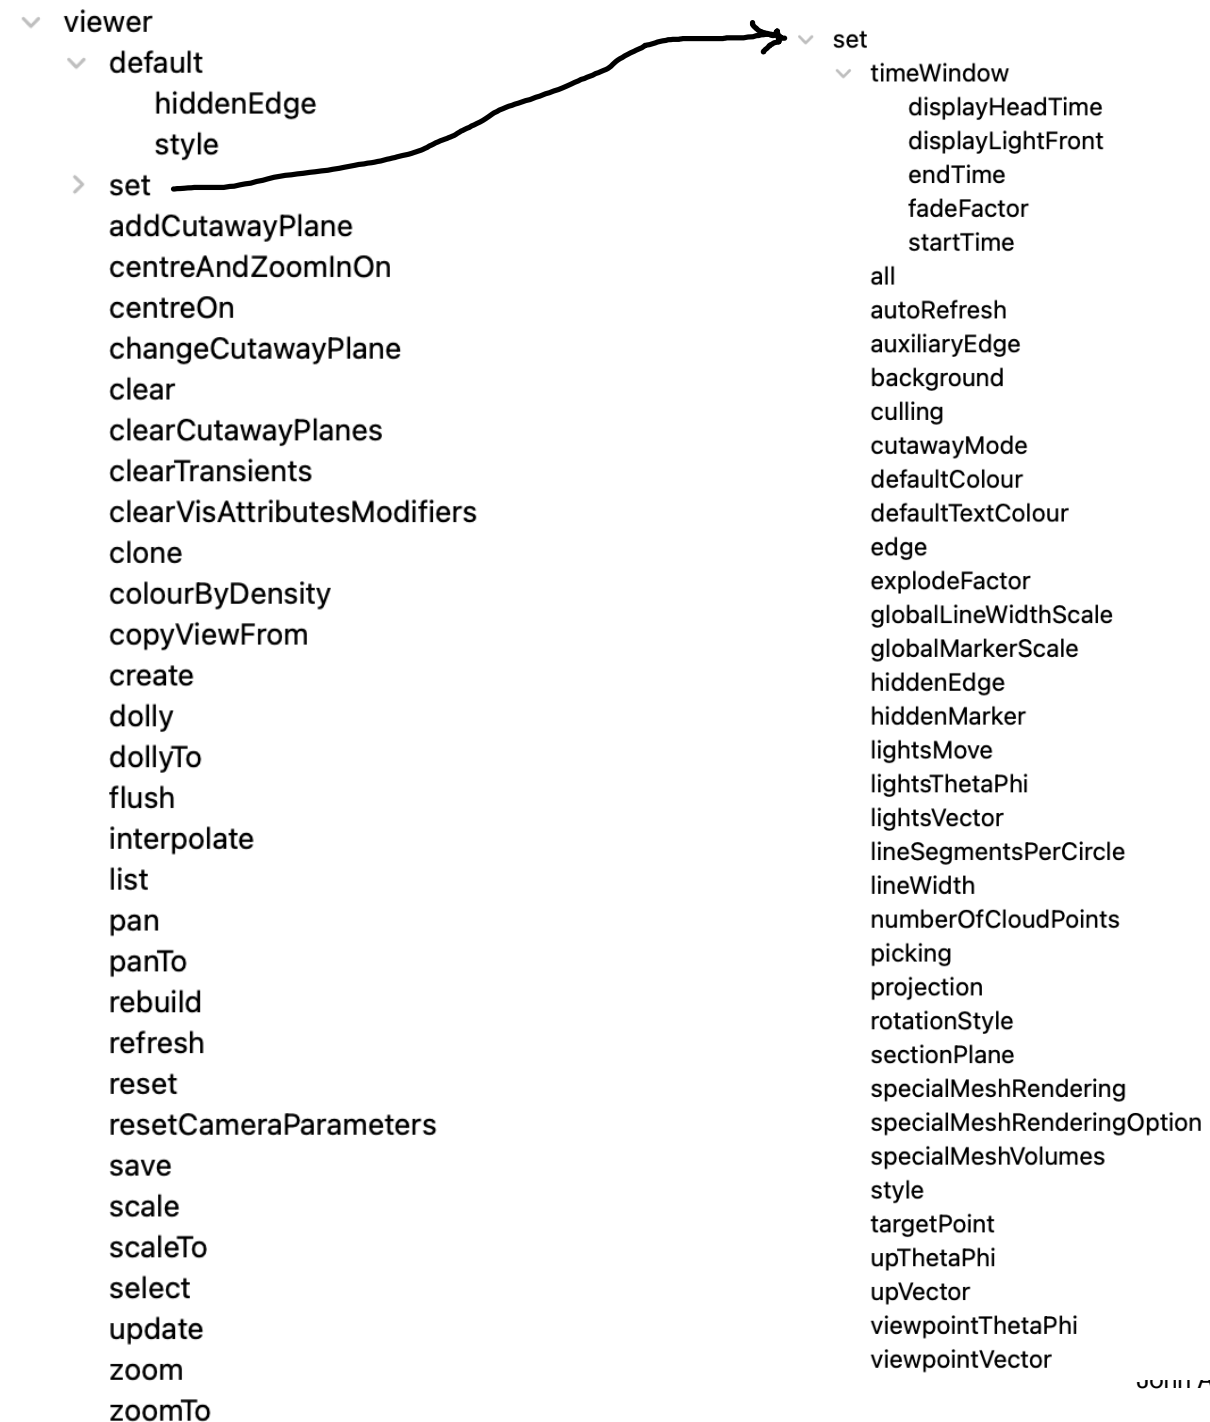 viewer
default
hiddenEdge
style
set
addCutawayPlane
centreAndZoomInOn
centreOn
changeCutawayPlane
clear
clearCutawayPlanes
clearTransients
clearVisAttributesModifiers
clone
colourByDensity
copyViewFrom
create
dolly
dollyTo
flush
interpolate
list
pan
panTo
rebuild
refresh
reset
resetCameraParameters
save
scale
scaleTo
select
update
zoom
zoomTo
set
timeWindow
displayHeadTime
displayLightFront
endTime
fadeFactor
startTime
all
autoRefresh
auxiliaryEdge
background
culling
cutawayMode
defaultColour
defaultTextColour
edge
explodeFactor
globalLineWidthScale
globalMarkerScale
hiddenEdge
hiddenMarker
lightsMove
lightsThetaPhi
lightsVector
lineSegmentsPerCircle
lineWidth
numberOfCloudPoints
picking
projection
rotationStyle
sectionPlane
specialMeshRendering
specialMeshRenderingOption
specialMeshVolumes
style
targetPoint
upThetaPhi
upVector
viewpointThetaPhi
viewpointVector